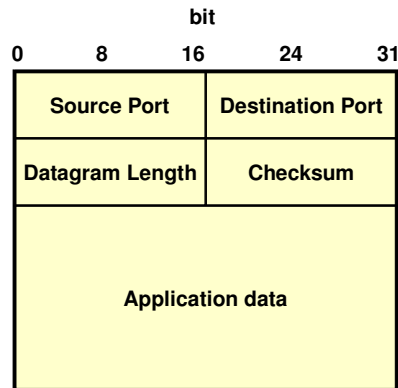 bit
0 8 16 24 31
Source Port Destination Port
Datagram Length Checksum
Application data